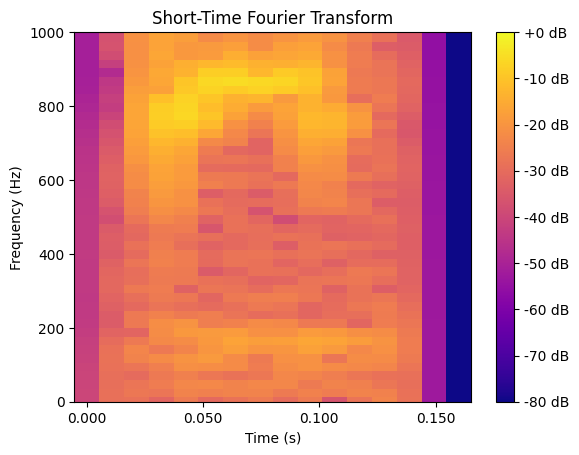 Short-Time Fourier Transform
1000
800
600
400
200
0
Frequency (Hz)
0.000
0.050
0.100
0.150
Time (s)
+0 dB
-10 dB
-20 dB
-30 dB
-40 dB
-50 dB
-60 dB
-70 dB
-80 dB